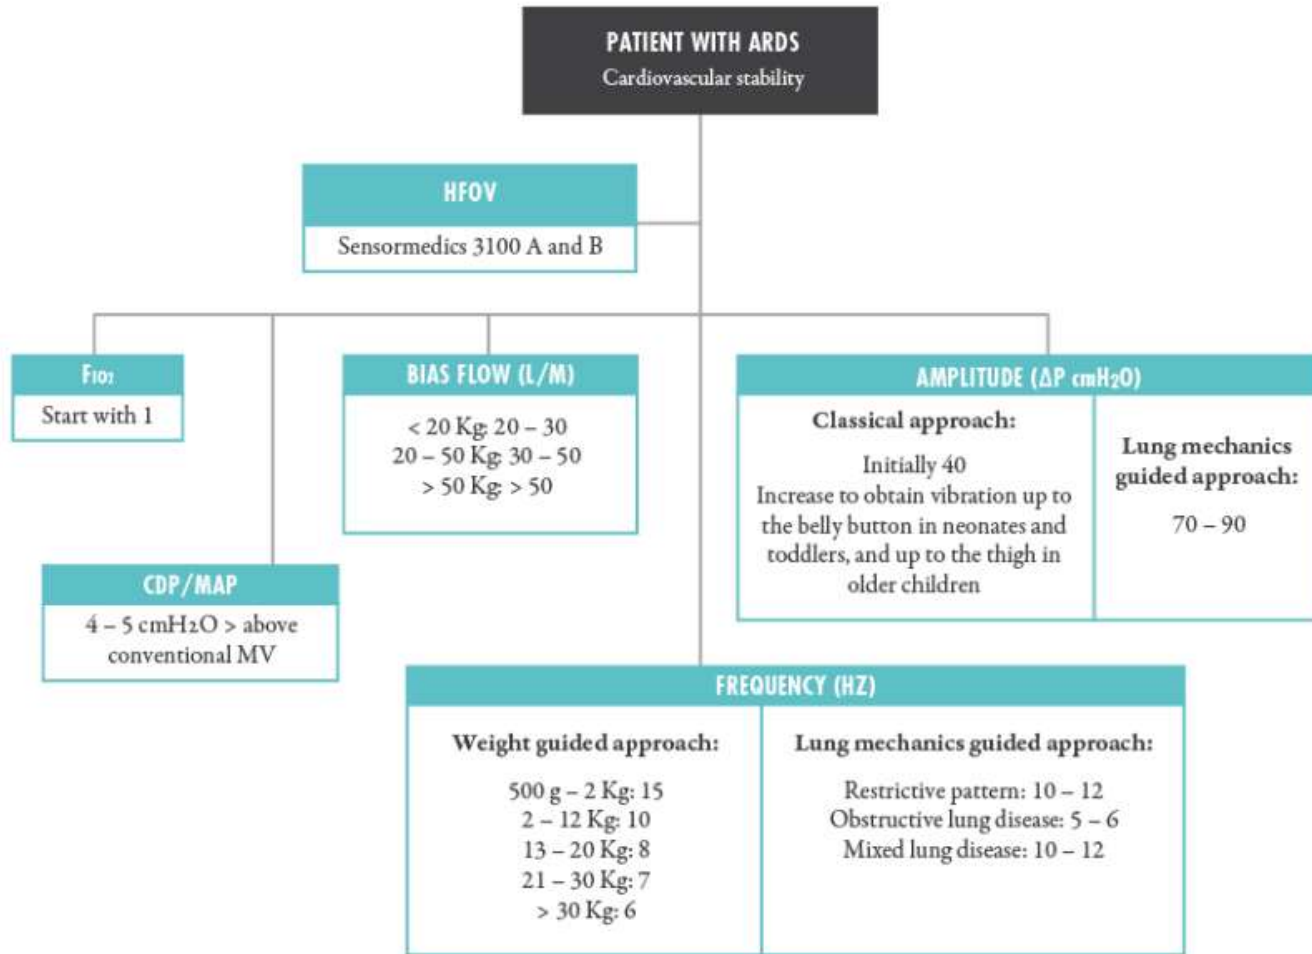 PATIENT WITH ARDS
Cardiovascular stability
HFOV
Sensormedics 3100 A and B
FIO2
Start with 1
BIAS FLOW (L/M)
< 20 Kg: 20 – 30
20 – 50 Kg: 30 – 50
> 50 Kg: > 50
AMPLITUDE (ΔP cmH2O)
Classical approach:
Initially 40
Increase to obtain vibration up to
the belly button in neonates and
toddlers, and up to the thigh in
older children
Lung mechanics
guided approach:
70 – 90
CDP/MAP
4 – 5 cmH2O > above
conventional MV
FREQUENCY (HZ)
Weight guided approach:
500 g – 2 Kg: 15
2 – 12 Kg: 10
13 – 20 Kg: 8
21 – 30 Kg: 7
> 30 Kg: 6
Lung mechanics guided approach:
Restrictive pattern: 10 – 12
Obstructive lung disease: 5 – 6
Mixed lung disease: 10 – 12